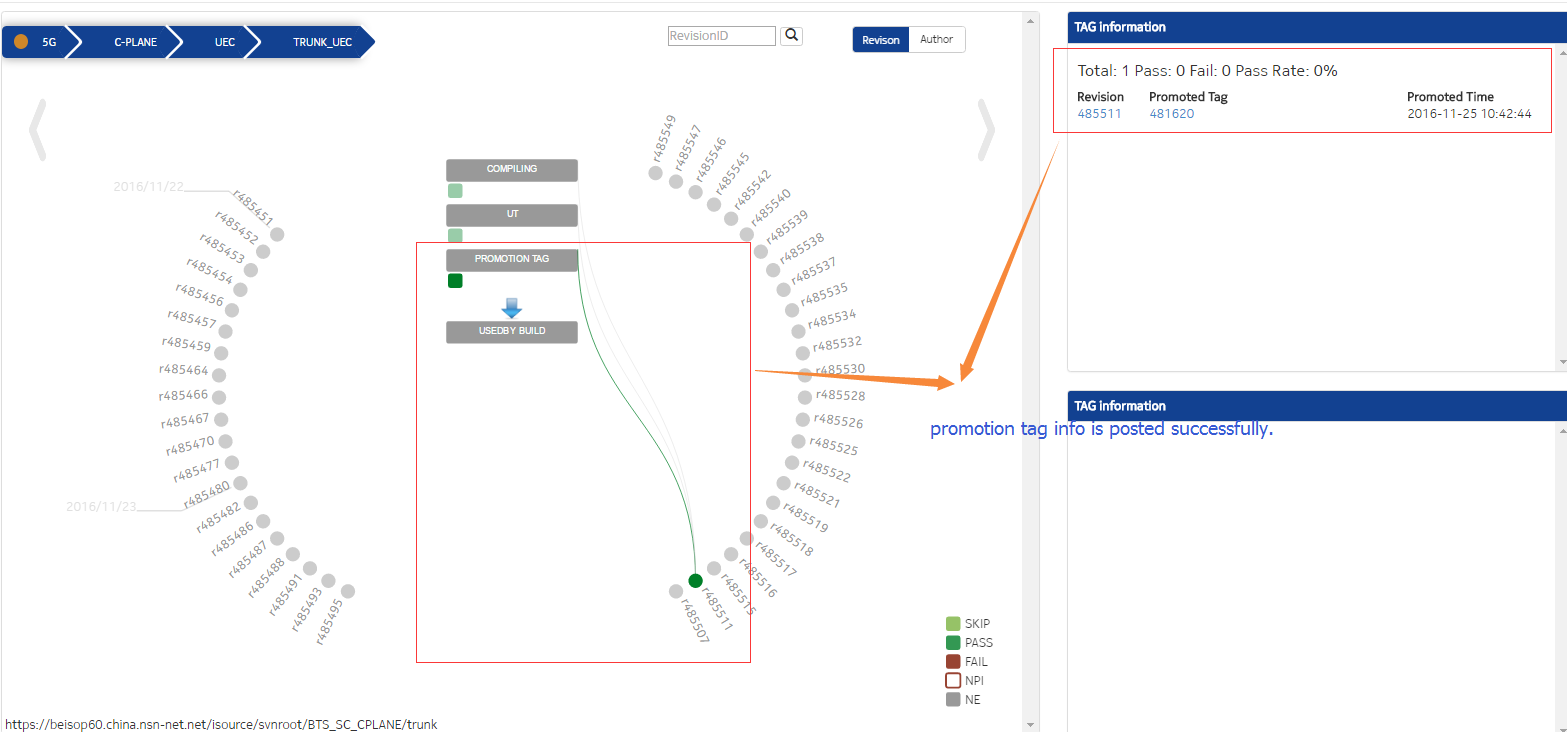 5G C-PLANE UEC TRUNK_UEC
RevisionID
Revison Author
2016/11/22
r485451
r485452
r485453
r485454
r485456
r485457
r485459
r485464
r485466
r485467
r485470
r485477
2016/11/23
r485480
r485482
r485486
r485487
r485488
r485491
r485493
r485495
COMPILING
UT
PROMOTION TAG
USEDBY BUILD
r485549
r485547
r485546
r485545
r485542
r485540
r485539
r485538
r485537
r485535
r485534
r485532
r485530
r485528
r485526
r485525
r485522
r485521
r485519
r485518
r485517
r485516
r485515
r485511
r485507
SKIP
PASS
FAIL
NPI
NE
https://beisop60.china.nsn-net.net/isource/svnroot/BTS_SC_CPLANE/trunk
TAG information
Total: 1 Pass: 0 Fail: 0 Pass Rate: 0%
Revision Promoted Tag Promoted Time
485511 481620 2016-11-25 10:42:44
TAG information
promotion tag info is posted successfully.